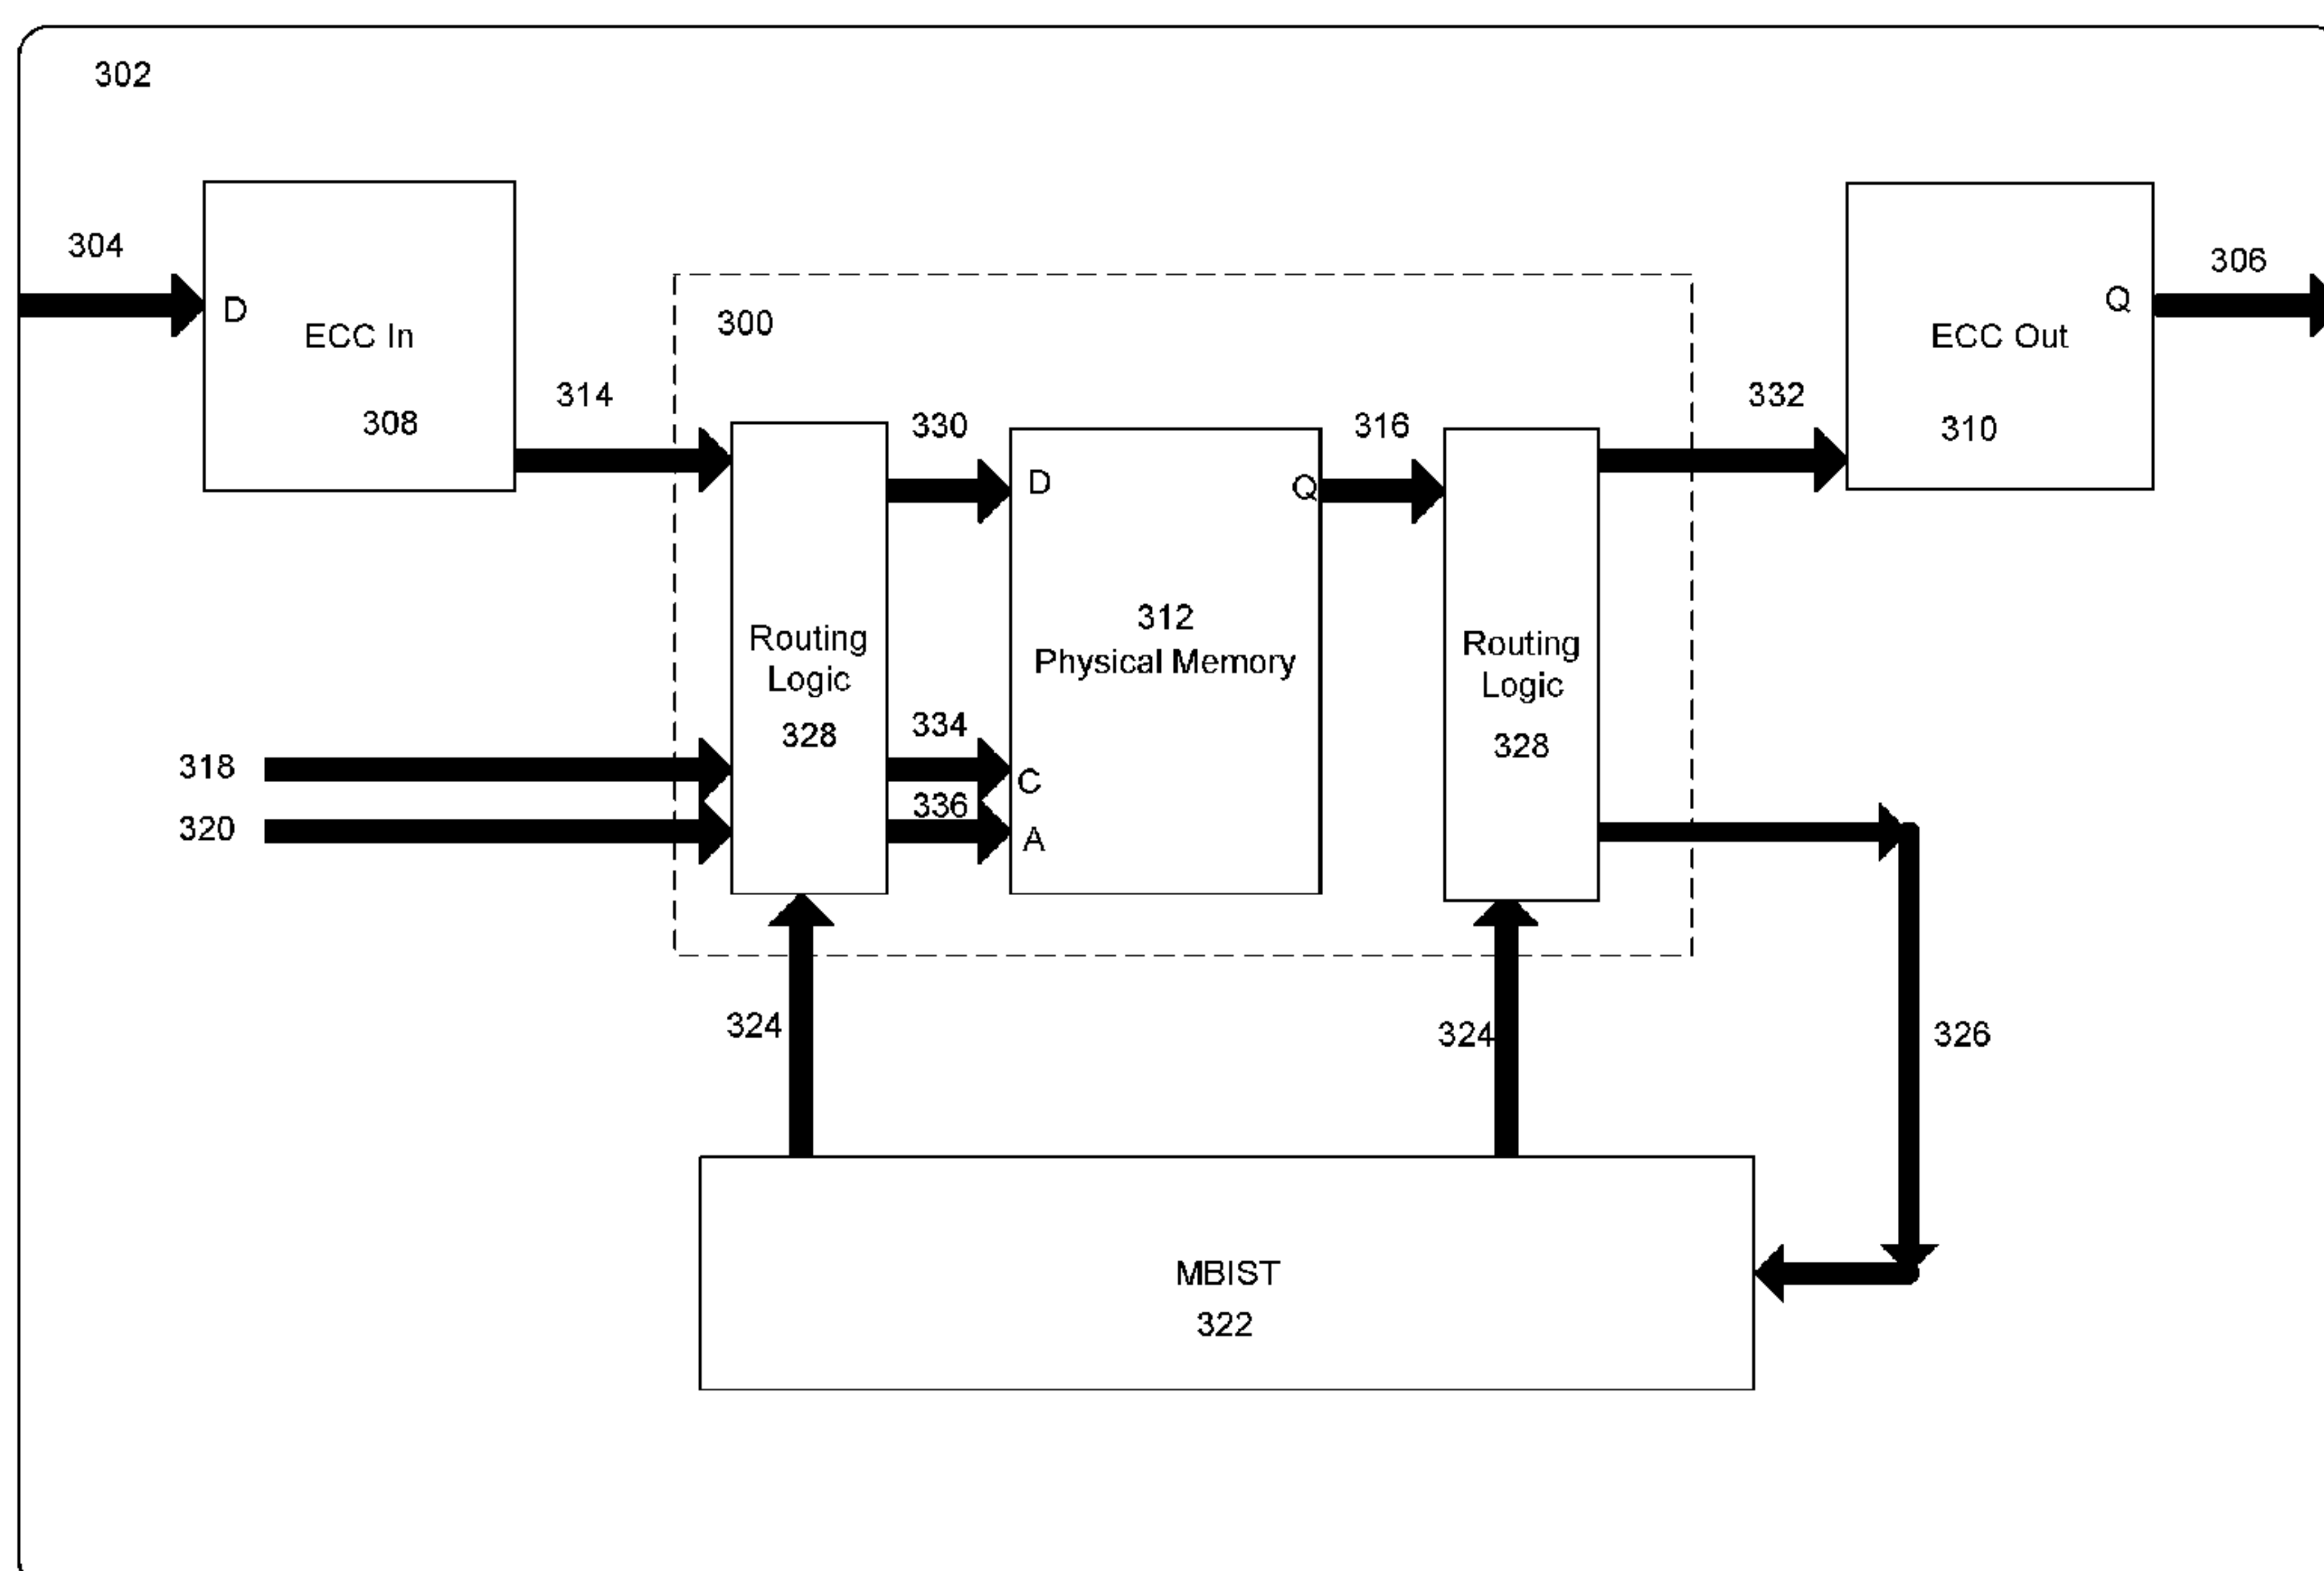 302
304
D
ECC In
308
314
300
330
D
316
Q
332
ECC Out
Q
310
306
312
Physical Memory
Routing
Logic
328
Routing
Logic
328
334
C
336
A
318
320
324
324
326
MBIST
322